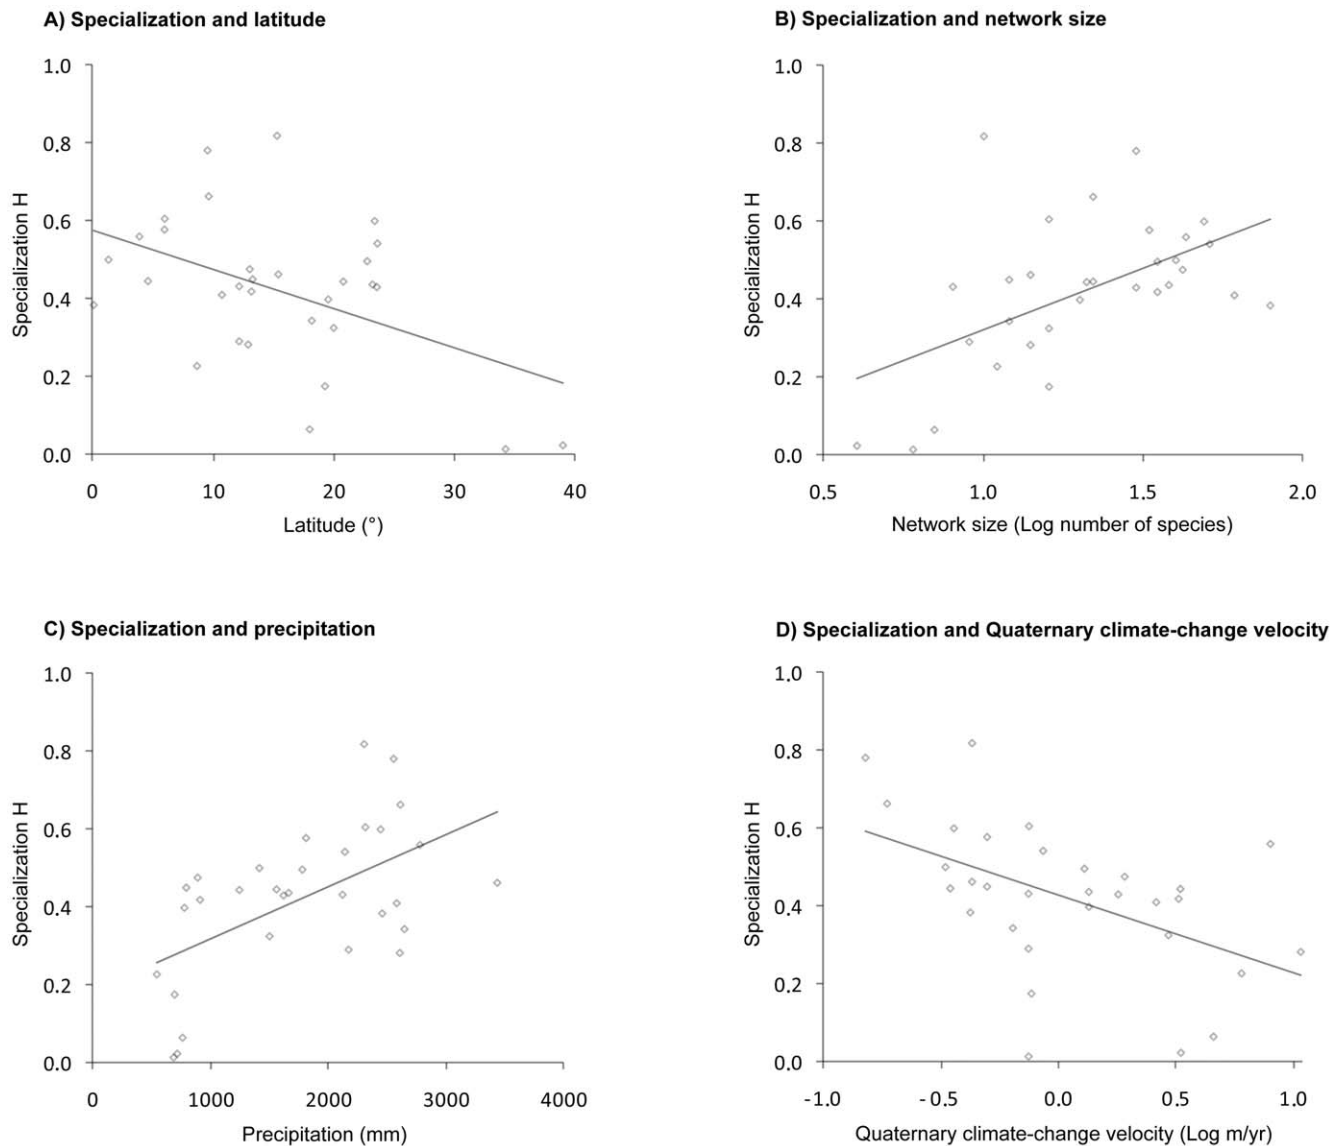 A) Specialization and latitude
1.0
0.8
0.6
0.4
0.2
0.0
Specialization H
0 10 20 30 40
Latitude (°)
B) Specialization and network size
1.0
0.8
0.6
0.4
0.2
0.0
Specialization H
0.5 1.0 1.5 2.0
Network size (Log number of species)
C) Specialization and precipitation
1.0
0.8
0.6
0.4
0.2
0.0
Specialization H
0 1000 2000 3000 4000
Precipitation (mm)
D) Specialization and Quaternary climate-change velocity
1.0
0.8
0.6
0.4
0.2
0.0
Specialization H
-1.0 -0.5 0.0 0.5 1.0
Quaternary climate-change velocity (Log m/yr)